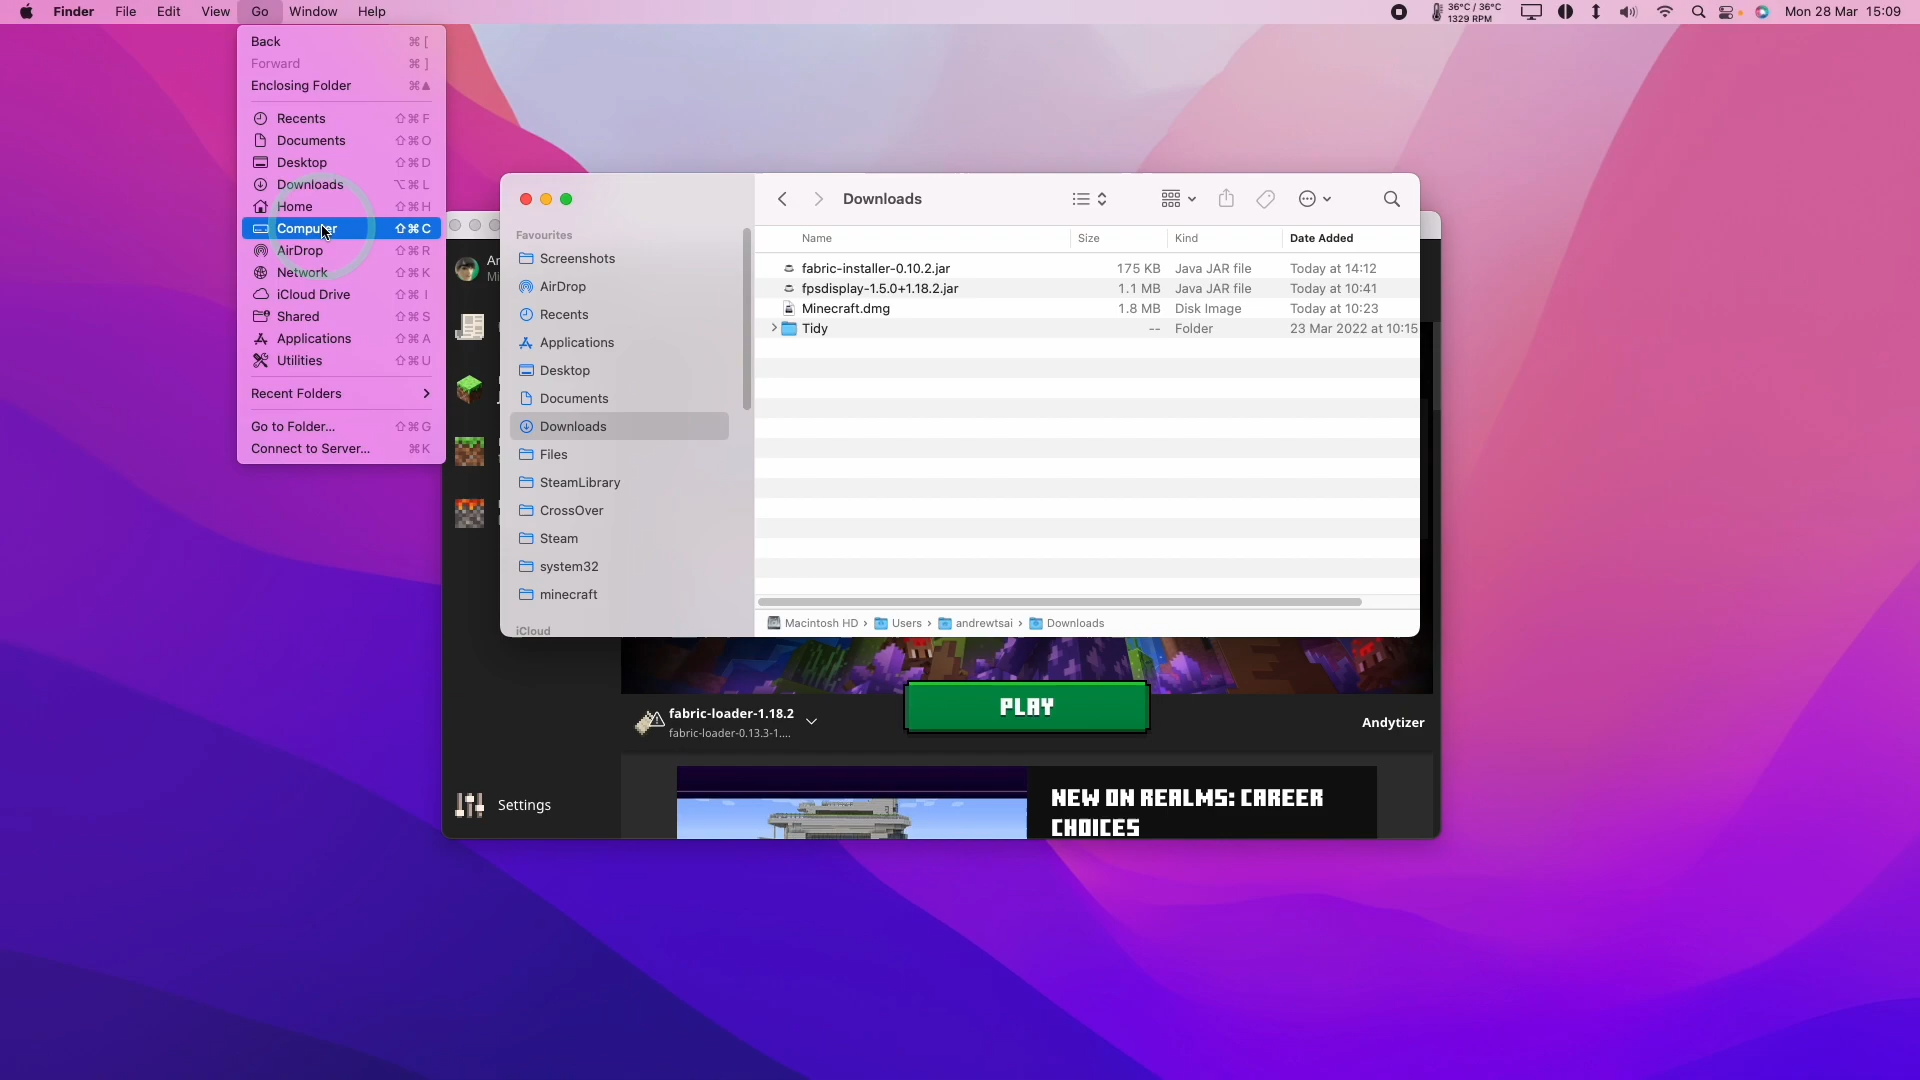 Finder File Edit View Go Window Help
36°C / 36°C
1329 RPM
Mon 28 Mar 15:09
Back ⌘ [
Forward ⌘ ]
Enclosing Folder ⌘▲
Recents ⇧⌘F
Documents ⇧⌘O
Desktop ⇧⌘D
Downloads ⌥⌘L
Home ⇧⌘H
Computer ⇧⌘C
AirDrop ⇧⌘R
Network ⇧⌘K
iCloud Drive ⇧⌘I
Shared ⇧⌘S
Applications ⇧⌘A
Utilities ⇧⌘U
Recent Folders
Go to Folder... ⇧⌘G
Connect to Server... ⌘K
Favourites
Screenshots
AirDrop
Recents
Applications
Desktop
Documents
Downloads
Files
SteamLibrary
CrossOver
Steam
system32
minecraft
iCloud
Downloads
Name Size Kind Date Added
fabric-installer-0.10.2.jar 175 KB Java JAR file Today at 14:12
fpsdisplay-1.5.0+1.18.2.jar 1.1 MB Java JAR file Today at 10:41
Minecraft.dmg 1.8 MB Disk Image Today at 10:23
Tidy -- Folder 23 Mar 2022 at 10:15
Macintosh HD › Users › andrewtsai › Downloads
fabric-loader-1.18.2
fabric-loader-0.13.3-1....
PLAY
Andytizer
Settings
NEW ON REALMS: CAREER
CHOICES